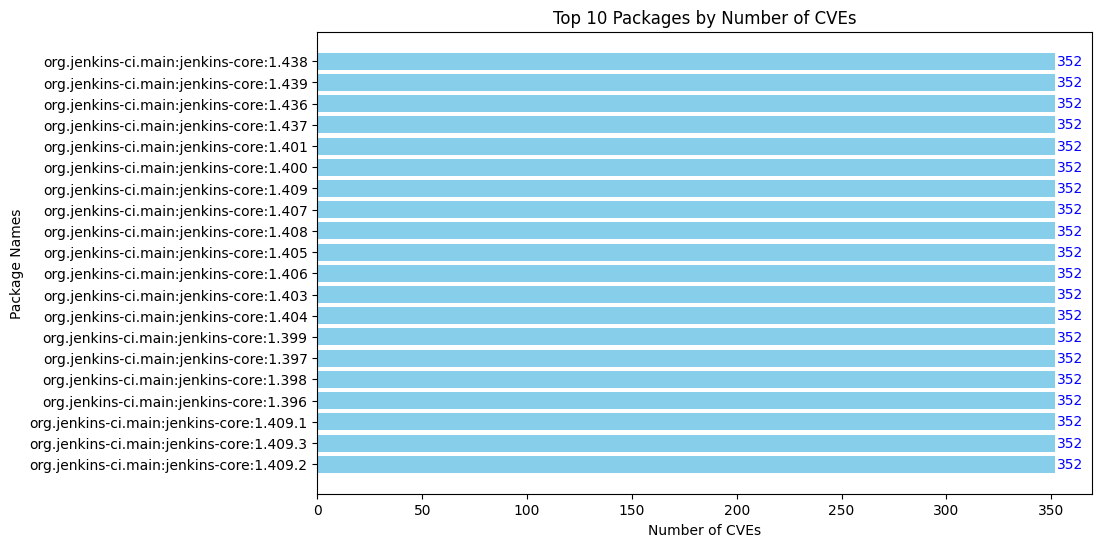 Top 10 Packages by Number of CVEs
Package Names
org.jenkins-ci.main:jenkins-core:1.438 352
org.jenkins-ci.main:jenkins-core:1.439 352
org.jenkins-ci.main:jenkins-core:1.436 352
org.jenkins-ci.main:jenkins-core:1.437 352
org.jenkins-ci.main:jenkins-core:1.401 352
org.jenkins-ci.main:jenkins-core:1.400 352
org.jenkins-ci.main:jenkins-core:1.409 352
org.jenkins-ci.main:jenkins-core:1.407 352
org.jenkins-ci.main:jenkins-core:1.408 352
org.jenkins-ci.main:jenkins-core:1.405 352
org.jenkins-ci.main:jenkins-core:1.406 352
org.jenkins-ci.main:jenkins-core:1.403 352
org.jenkins-ci.main:jenkins-core:1.404 352
org.jenkins-ci.main:jenkins-core:1.399 352
org.jenkins-ci.main:jenkins-core:1.397 352
org.jenkins-ci.main:jenkins-core:1.398 352
org.jenkins-ci.main:jenkins-core:1.396 352
org.jenkins-ci.main:jenkins-core:1.409.1 352
org.jenkins-ci.main:jenkins-core:1.409.3 352
org.jenkins-ci.main:jenkins-core:1.409.2 352
0 50 100 150 200 250 300 350
Number of CVEs